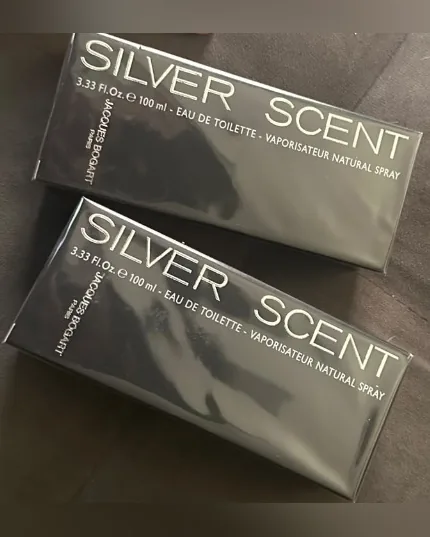 SILVER SCENT
3.33 Fl.Oz. ℮ 100 ml - EAU DE TOILETTE - VAPORISATEUR NATURAL SPRAY
JACQUES BOGART
PARIS
SILVER SCENT
3.33 Fl.Oz. ℮ 100 ml - EAU DE TOILETTE - VAPORISATEUR NATURAL SPRAY
JACQUES BOGART
PARIS